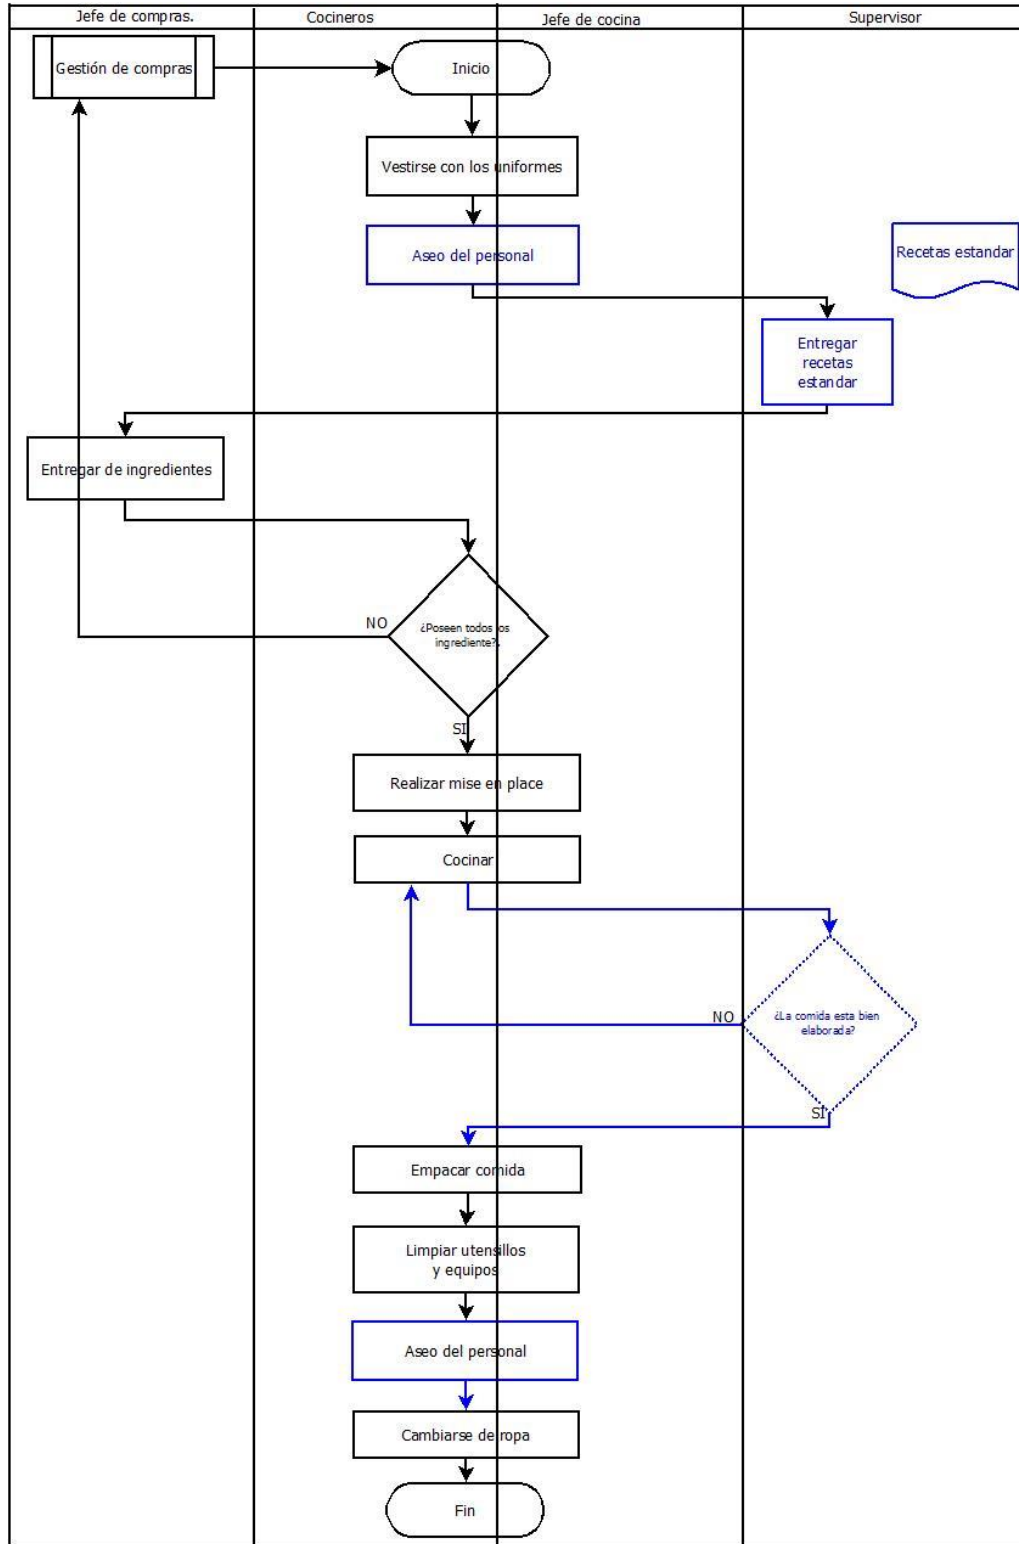 Jefe de compras.
Cocineros
Jefe de cocina
Supervisor
Gestión de compras
Inicio
Vestirse con los uniformes
Aseo del personal
Recetas estandar
Entregar
recetas
estandar
Entregar de ingredientes
NO
¿Poseen todos los
ingrediente?.
SI
Realizar mise en place
Cocinar
NO
¿La comida esta bien
elaborada?
SI
Empacar comida
Limpiar utensillos
y equipos
Aseo del personal
Cambiarse de ropa
Fin